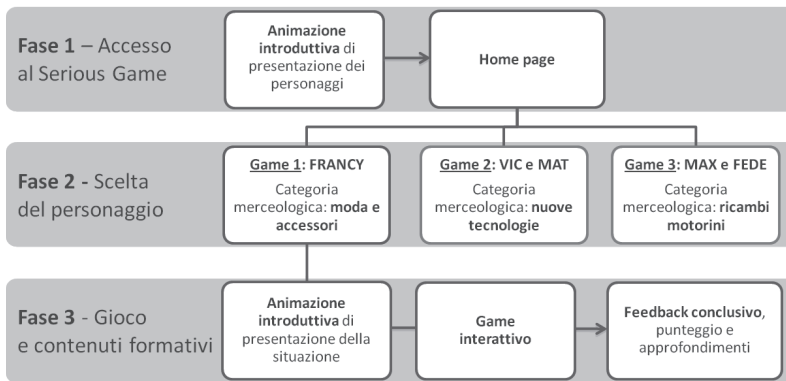 Fase 1 – Accesso
al Serious Game
Animazione
introduttiva di
presentazione dei
personaggi
Home page
Fase 2 - Scelta
del personaggio
Game 1: FRANCY
Categoria
merceologica: moda e
accessori
Game 2: VIC e MAT
Categoria
merceologica: nuove
tecnologie
Game 3: MAX e FEDE
Categoria
merceologica: ricambi
motorini
Fase 3 - Gioco
e contenuti formativi
Animazione
introduttiva di
presentazione della
situazione
Game
interattivo
Feedback conclusivo,
punteggio e
approfondimenti